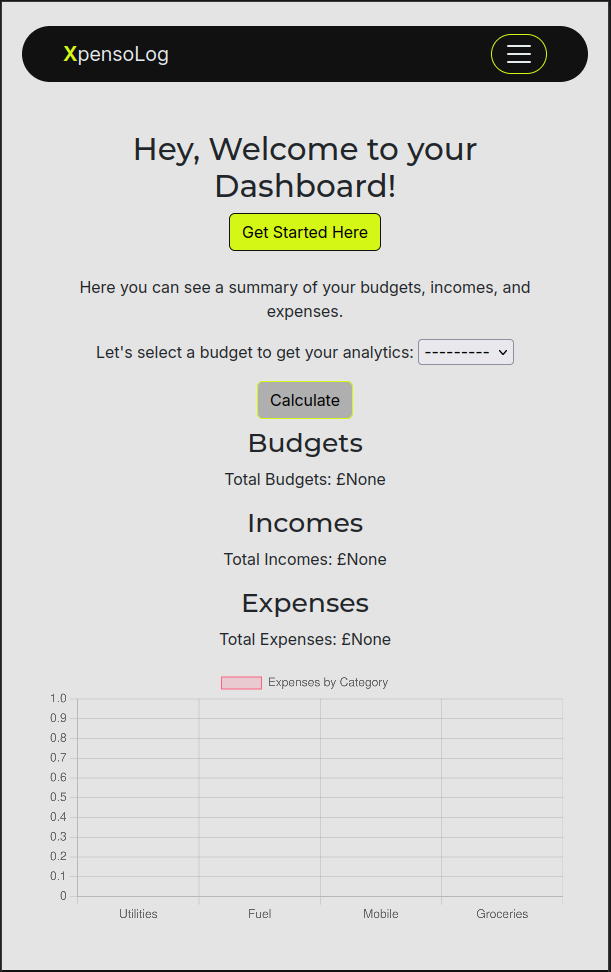 XpensoLog
Hey, Welcome to your
Dashboard!
Get Started Here
Here you can see a summary of your budgets, incomes, and
expenses.
Let's select a budget to get your analytics: ---------
Calculate
Budgets
Total Budgets: £None
Incomes
Total Incomes: £None
Expenses
Total Expenses: £None
Expenses by Category
1.0
0.9
0.8
0.7
0.6
0.5
0.4
0.3
0.2
0.1
0
Utilities Fuel Mobile Groceries